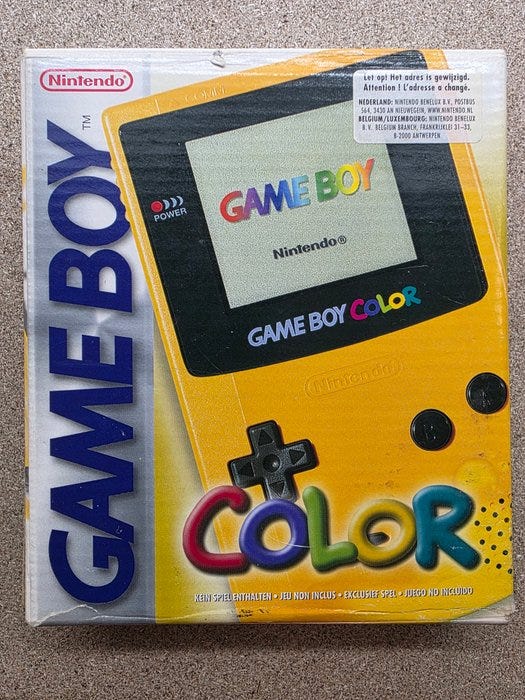 Nintendo®
GAME BOY™
Let op! Het adres is gewijzigd.
Attention ! L'adresse a changé.
NEDERLAND: NINTENDO BENELUX B.V., POSTBUS
564, 3430 AN NIEUWEGEIN, WWW.NINTENDO.NL
BELGIUM/LUXEMBOURG: NINTENDO BENELUX
B.V. BELGIUM BRANCH, FRANKRIJKLEI 31-33,
B-2000 ANTWERPEN
COMM
POWER
GAME BOY
Nintendo®
GAME BOY COLOR
Nintendo
B
A
COLOR
KEIN SPIEL ENTHALTEN • JEU NON INCLUS • EXCLUSIEF SPEL • JUEGO NO INCLUIDO